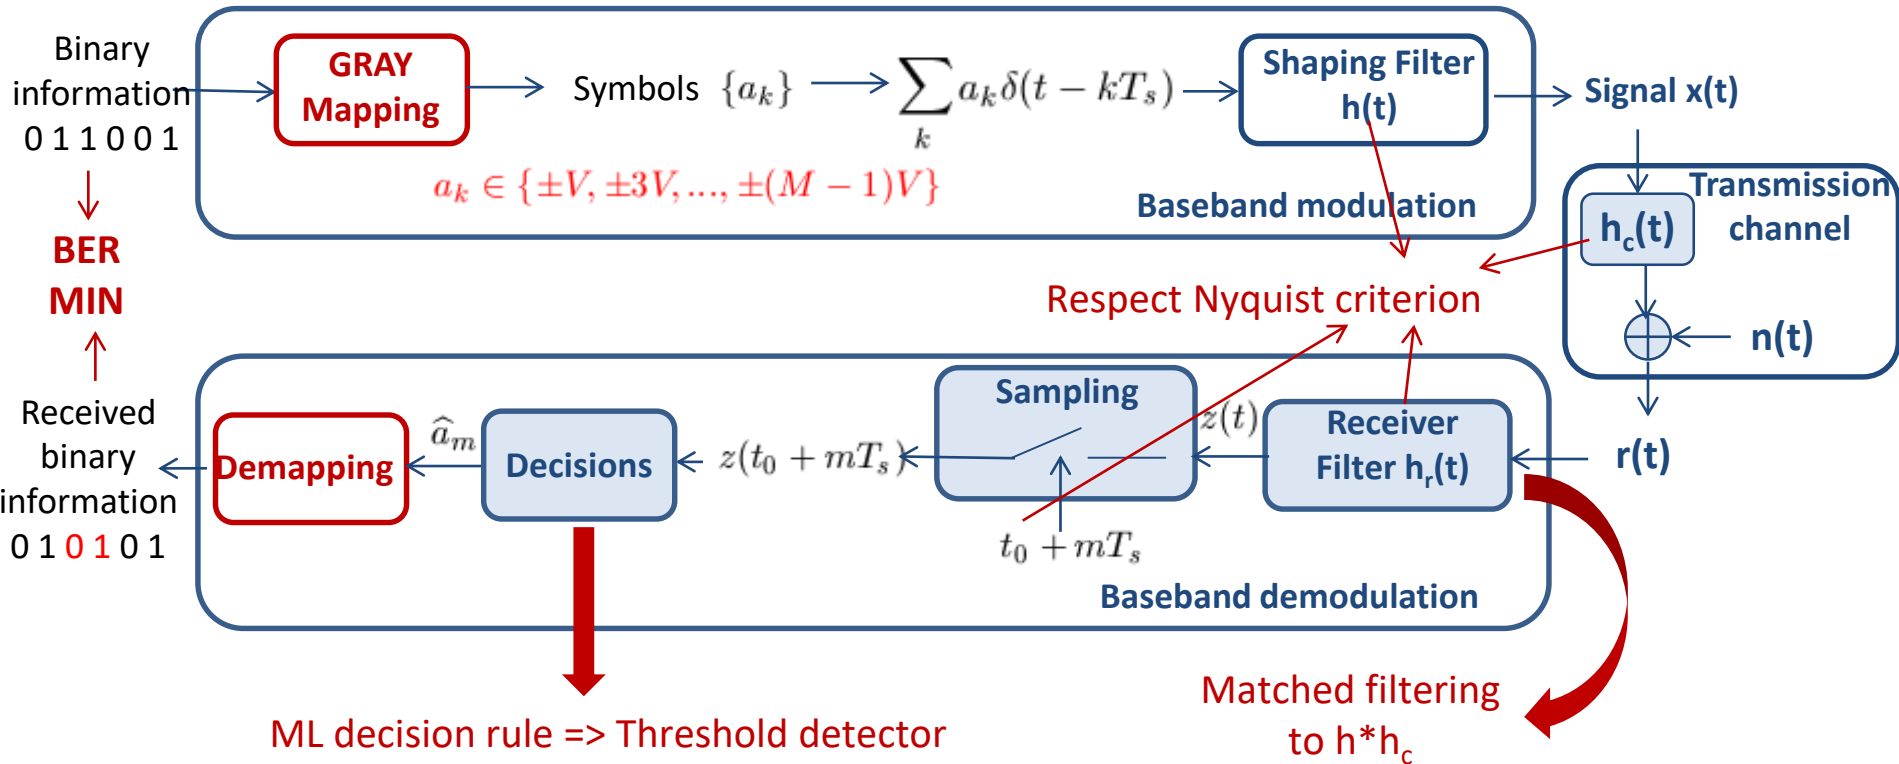 Binary
information
0 1 1 0 0 1
GRAY
Mapping
Symbols {a_k}
∑_k a_k δ(t − kT_s)
Shaping Filter
h(t)
Signal x(t)
a_k ∈ {±V, ±3V, ..., ±(M − 1)V}
Baseband modulation
Transmission
channel
h_c(t)
n(t)
BER
MIN
Respect Nyquist criterion
Received
binary
information
0 1 0 1 0 1
Demapping
â_m
Decisions
z(t_0 + mT_s)
Sampling
t_0 + mT_s
z(t)
Receiver
Filter h_r(t)
r(t)
Baseband demodulation
ML decision rule => Threshold detector
Matched filtering
to h*h_c